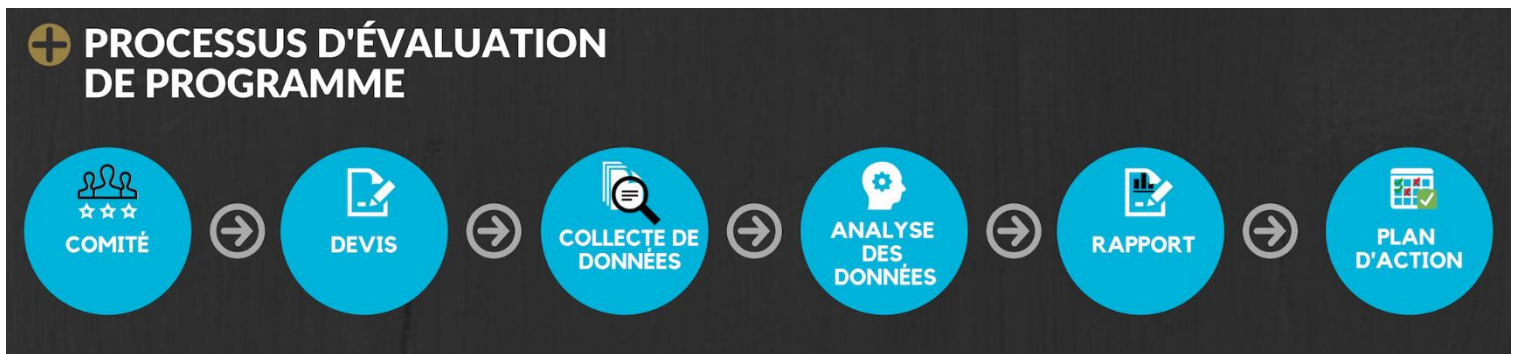 PROCESSUS D'ÉVALUATION
DE PROGRAMME
COMITÉ
DEVIS
COLLECTE DE
DONNÉES
ANALYSE
DES
DONNÉES
RAPPORT
PLAN
D'ACTION